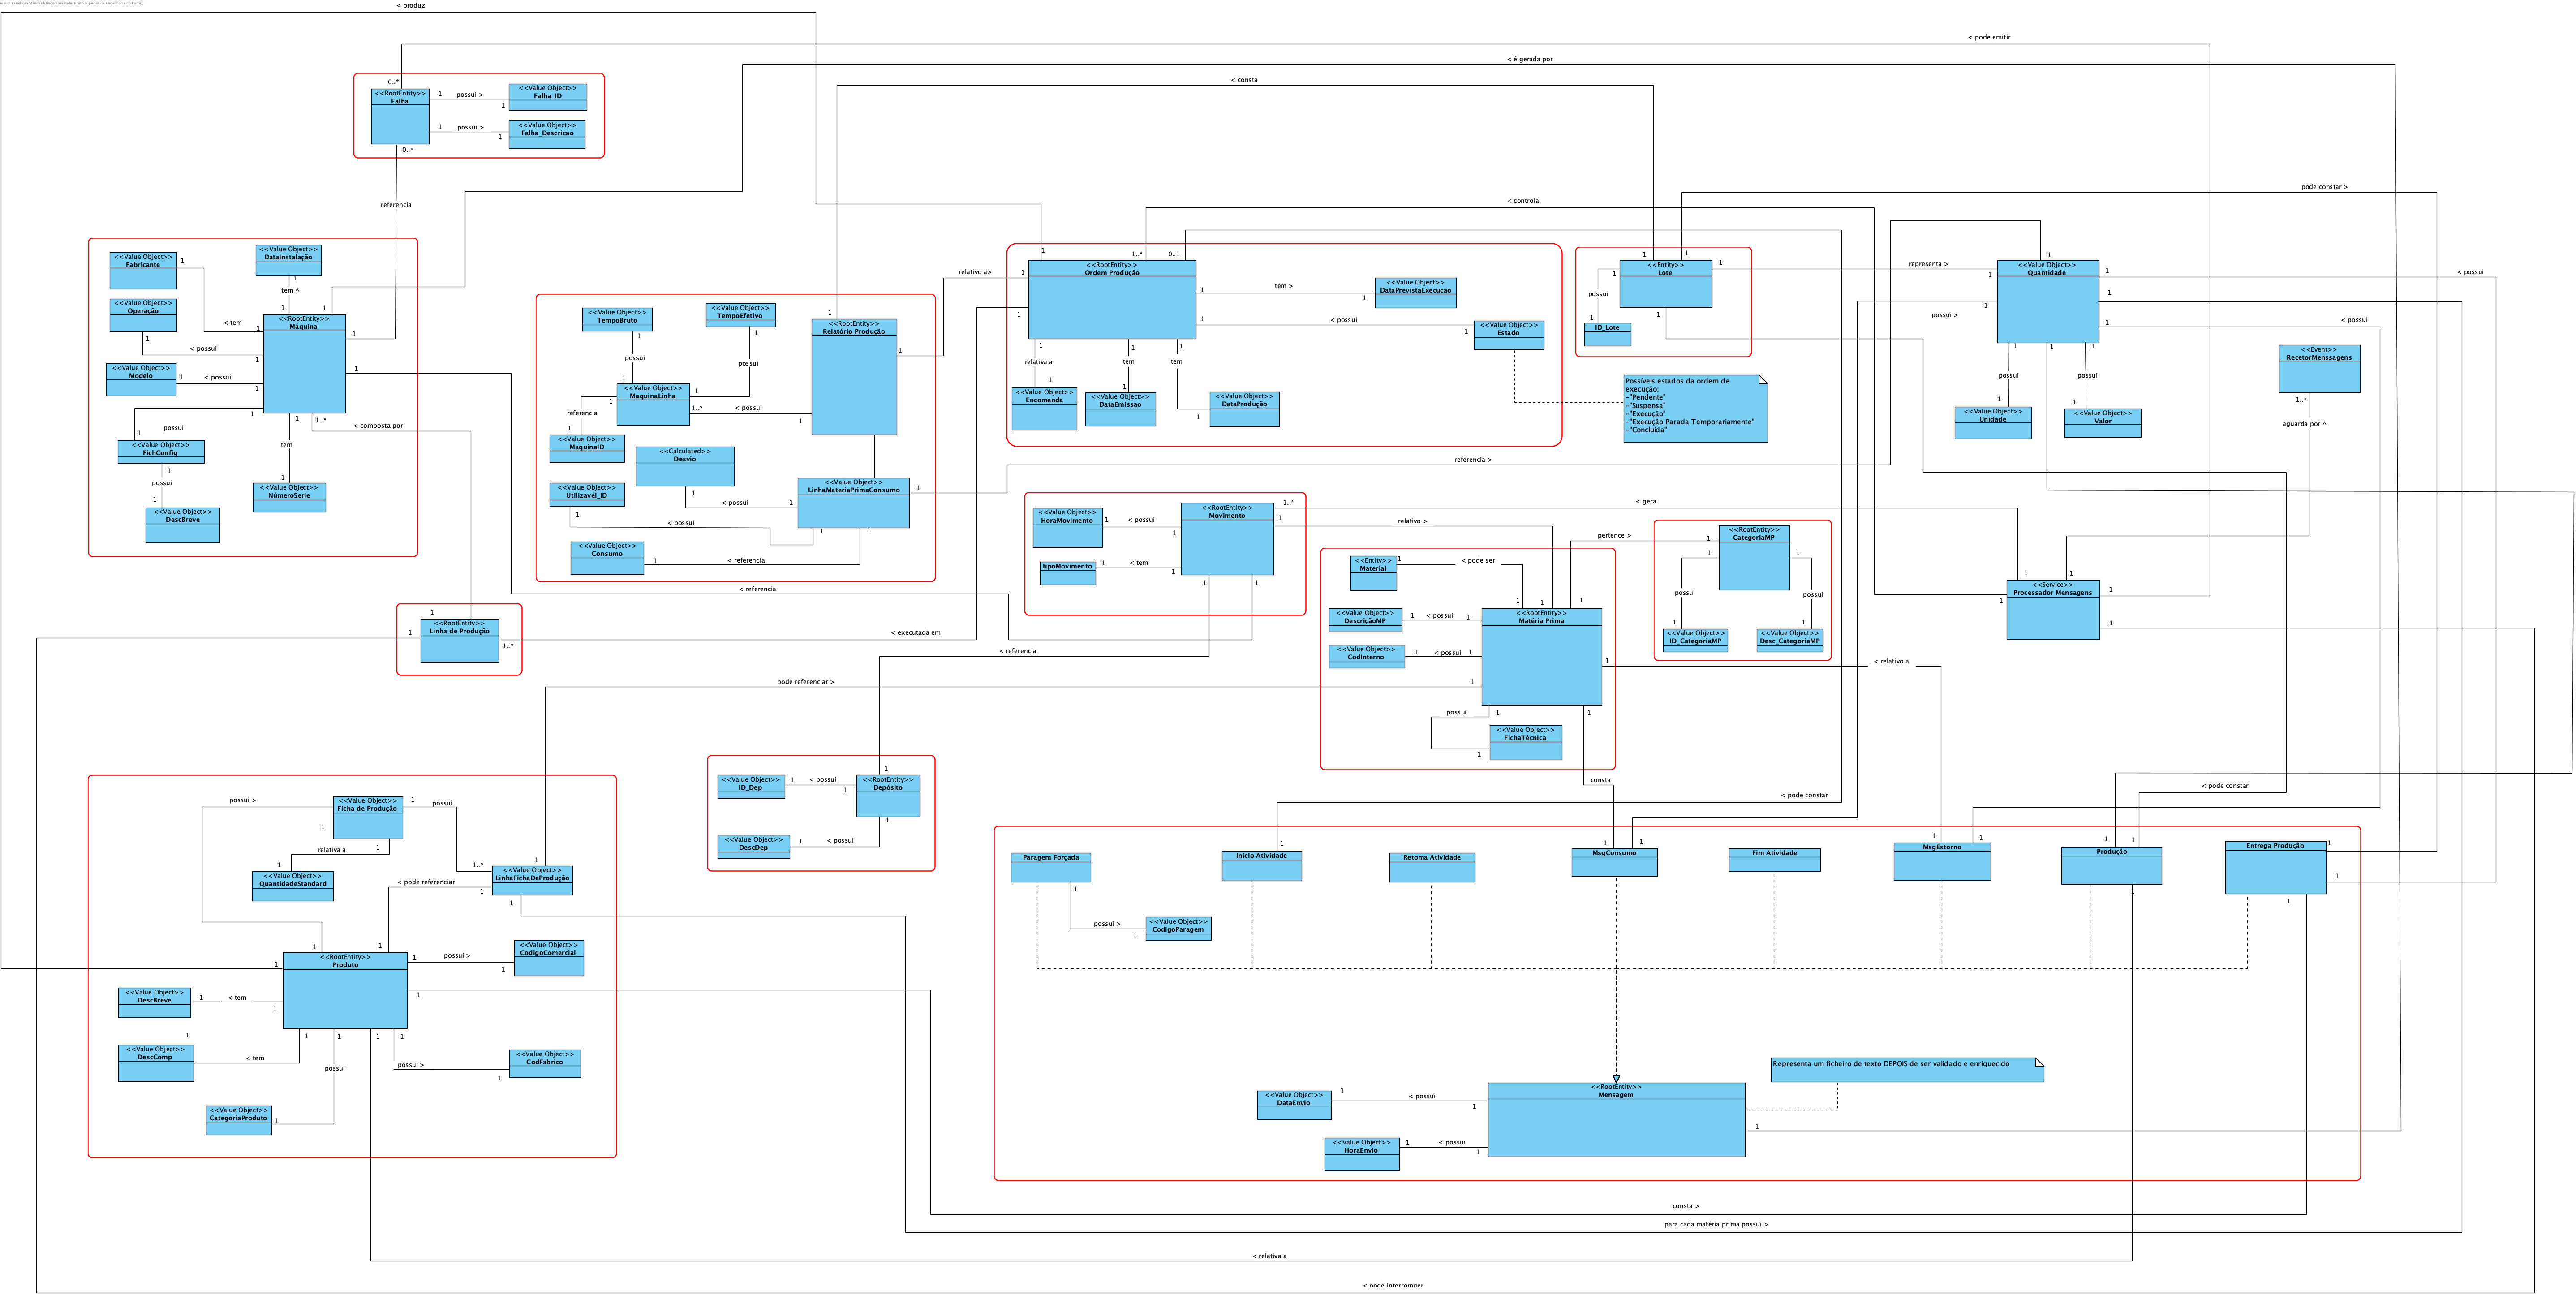 Visual Paradigm Standard(Instituto Superior de Engenharia do Porto)
< produz
< pode emitir
< é gerada por
< consta
0..*
<<RootEntity>>
Falha
1
possui >
1
<<Value Object>>
Falha_ID
1
possui >
1
<<Value Object>>
Falha_Descricao
0..*
referencia
pode constar >
< controla
<<Value Object>>
Fabricante
1
<<Value Object>>
DataInstalação
1
tem ^
1
1
<<Value Object>>
Operação
1
< tem
1
<<RootEntity>>
Máquina
1
< possui
1
<<Value Object>>
Modelo
1
< possui
1
1
1
possui
1
<<Value Object>>
FichConfig
1
possui
1
<<Value Object>>
DescBreve
1
tem
<<Value Object>>
NúmeroSerie
1..*
< composta por
<<Value Object>>
TempoBruto
1
possui
1
<<Value Object>>
TempoEfetivo
1
possui
1
<<Value Object>>
MaquinaLinha
1
referencia
1
<<Value Object>>
MaquinaID
1..*
< possui
1
1
<<RootEntity>>
Relatório Produção
1
<<Calculated>>
Desvio
1
< possui
1
<<Value Object>>
Utilizavél_ID
1
< possui
1
<<Value Object>>
LinhaMateriaPrimaConsumo
1
1
<<Value Object>>
Consumo
1
< referencia
relativo a>
1
1
1..*
0..1
<<RootEntity>>
Ordem Produção
1
1
tem >
1
<<Value Object>>
DataPrevistaExecucao
1
< possui
1
<<Value Object>>
Estado
1
relativa a
1
<<Value Object>>
Encomenda
1
tem
1
<<Value Object>>
DataEmissao
1
tem
1
<<Value Object>>
DataProdução
1
1
<<Entity>>
Lote
1
possui
1
ID_Lote
1
1
representa >
1
Possíveis estados da ordem de
execução:
-"Pendente"
-"Suspensa"
-"Execução"
-"Execução Parada Temporariamente"
-"Concluída"
1
<<Value Object>>
Quantidade
1
< possui
1
1
possui >
1
< possui
1
possui
1
<<Value Object>>
Unidade
1
1
possui
1
<<Value Object>>
Valor
<<Event>>
RecetorMenssagens
1..*
aguarda por ^
referencia >
< gera
<<Value Object>>
HoraMovimento
1
< possui
1
1..*
<<RootEntity>>
Movimento
1
relativo >
tipoMovimento
1
< tem
1
1
1
< referencia
pertence >
1
<<RootEntity>>
CategoriaMP
1
possui
1
<<Value Object>>
ID_CategoriaMP
1
possui
1
<<Value Object>>
Desc_CategoriaMP
<<Entity>>
Material
1
< pode ser
1
1
1
<<RootEntity>>
Matéria Prima
<<Value Object>>
DescriçãoMP
1
< possui
1
<<Value Object>>
CodInterno
1
< possui
1
1
< relativo a
1
1
possui
1
<<Value Object>>
FichaTécnica
1
consta
1
1
<<Service>>
Processador Mensagens
1
1
1
1
<<RootEntity>>
Linha de Produção
1
1..*
< executada em
< referencia
pode referenciar >
<<Value Object>>
ID_Dep
1
< possui
1
1
<<RootEntity>>
Depósito
1
<<Value Object>>
DescDep
1
< possui
< pode constar
< pode constar
possui >
<<Value Object>>
Ficha de Produção
1
possui
1
1
relativa a
1
<<Value Object>>
QuantidadeStandard
1..*
1
<<Value Object>>
LinhaFichaDeProdução
1
1
< pode referenciar
1
1
<<RootEntity>>
Produto
1
1
possui >
1
<<Value Object>>
CodigoComercial
1
<<Value Object>>
DescBreve
1
< tem
1
1
<<Value Object>>
DescComp
< tem
1
1
possui
<<Value Object>>
CategoriaProduto
1
1
1
possui >
1
<<Value Object>>
CodFabrico
Paragem Forçada
1
possui >
1
<<Value Object>>
CodigoParagem
Inicio Atividade
1
Retoma Atividade
MsgConsumo
1
1
Fim Atividade
MsgEstorno
1
1
Produção
1
1
1
Entrega Produção
1
1
1
Representa um ficheiro de texto DEPOIS de ser validado e enriquecido
<<RootEntity>>
Mensagem
1
<<Value Object>>
DataEnvio
1
< possui
1
<<Value Object>>
HoraEnvio
1
< possui
1
consta >
para cada matéria prima possui >
< relativa a
< pode interromper